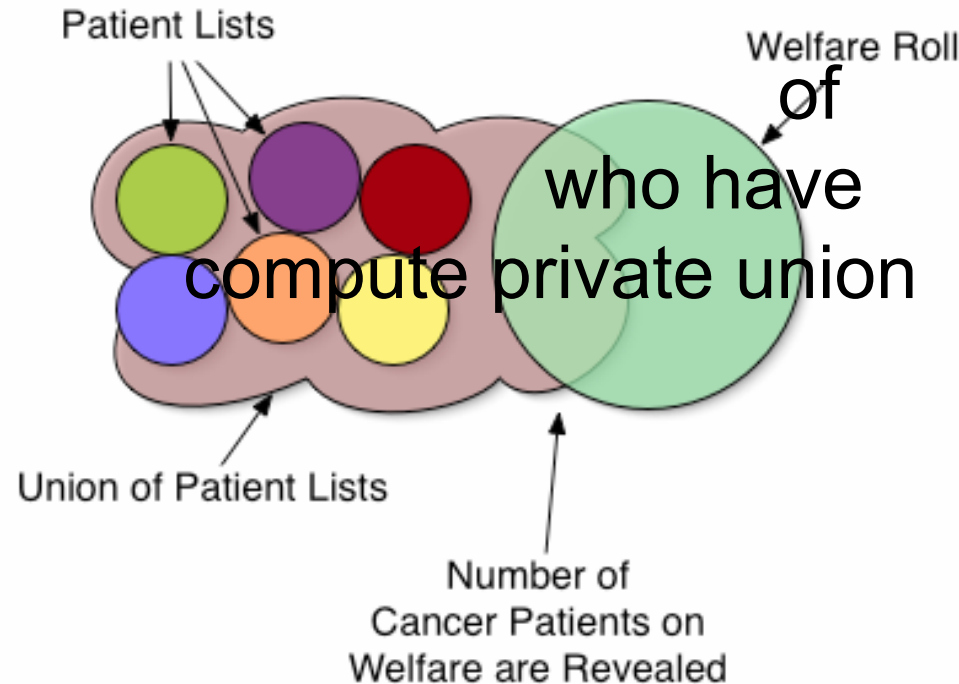 Patient Lists
Welfare Roll
of
who have
compute private union
Union of Patient Lists
Number of
Cancer Patients on
Welfare are Revealed